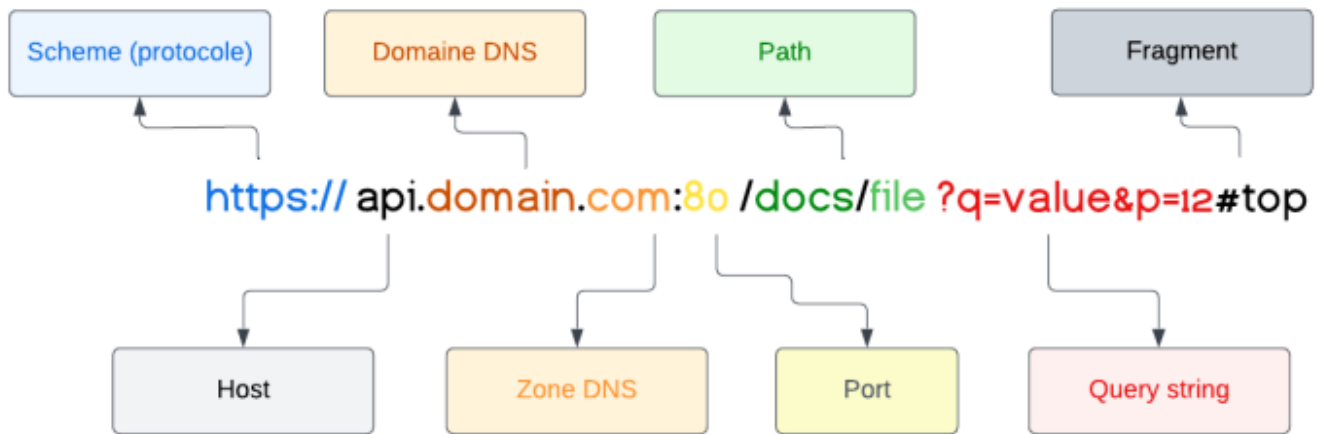 Scheme (protocole)
Domaine DNS
Path
Fragment
https:// api.domain.com:80 /docs/file ?q=value&p=12#top
Host
Zone DNS
Port
Query string